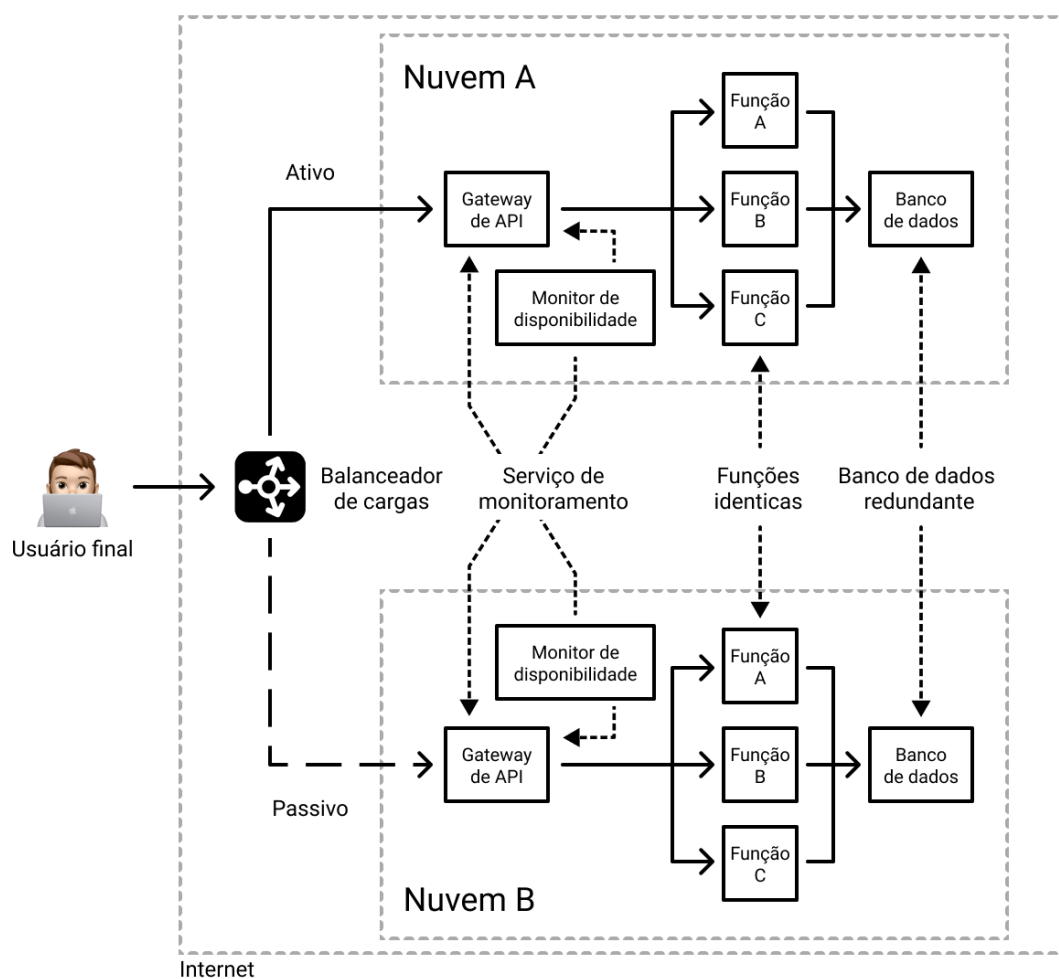 Nuvem A
Função
A
Ativo
Gateway
de API
Função
B
Banco
de dados
Monitor de
disponibilidade
Função
C
Usuário final
Balanceador
de cargas
Serviço de
monitoramento
Funções
identicas
Banco de dados
redundante
Monitor de
disponibilidade
Função
A
Gateway
de API
Função
B
Banco
de dados
Passivo
Função
C
Nuvem B
Internet